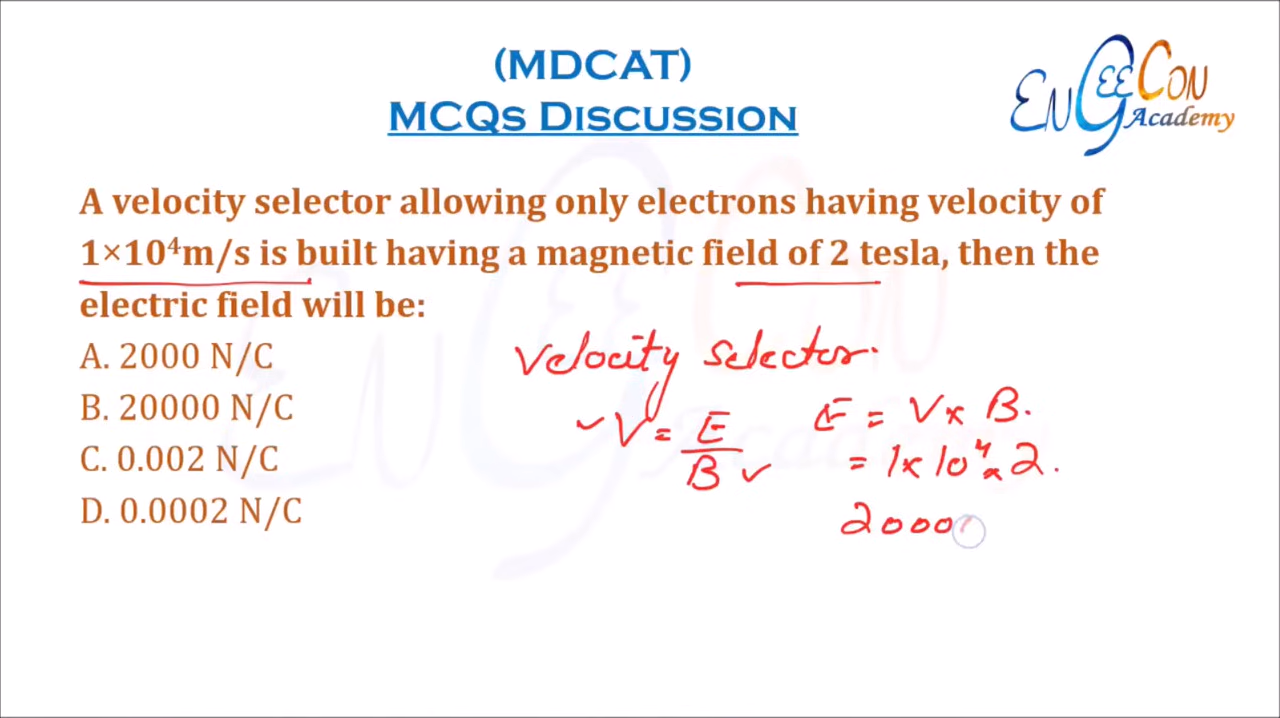 (MDCAT)
MCQs Discussion
EnGeeCon
Academy
A velocity selector allowing only electrons having velocity of
1×10⁴m/s is built having a magnetic field of 2 tesla, then the
electric field will be:
A. 2000 N/C
B. 20000 N/C
C. 0.002 N/C
D. 0.0002 N/C
Velocity Selector.
V = E/B
E = V × B.
= 1×10⁴×2.
2000